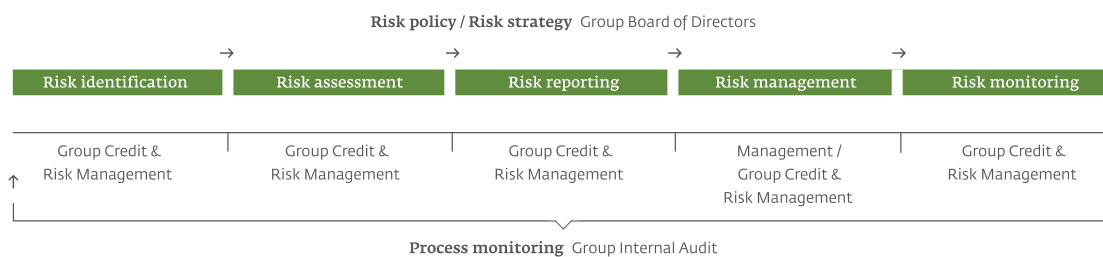 Risk policy / Risk strategy Group Board of Directors
Risk identification
Risk assessment
Risk reporting
Risk management
Risk monitoring
Group Credit &
Risk Management
Group Credit &
Risk Management
Group Credit &
Risk Management
Management /
Group Credit &
Risk Management
Group Credit &
Risk Management
Process monitoring Group Internal Audit